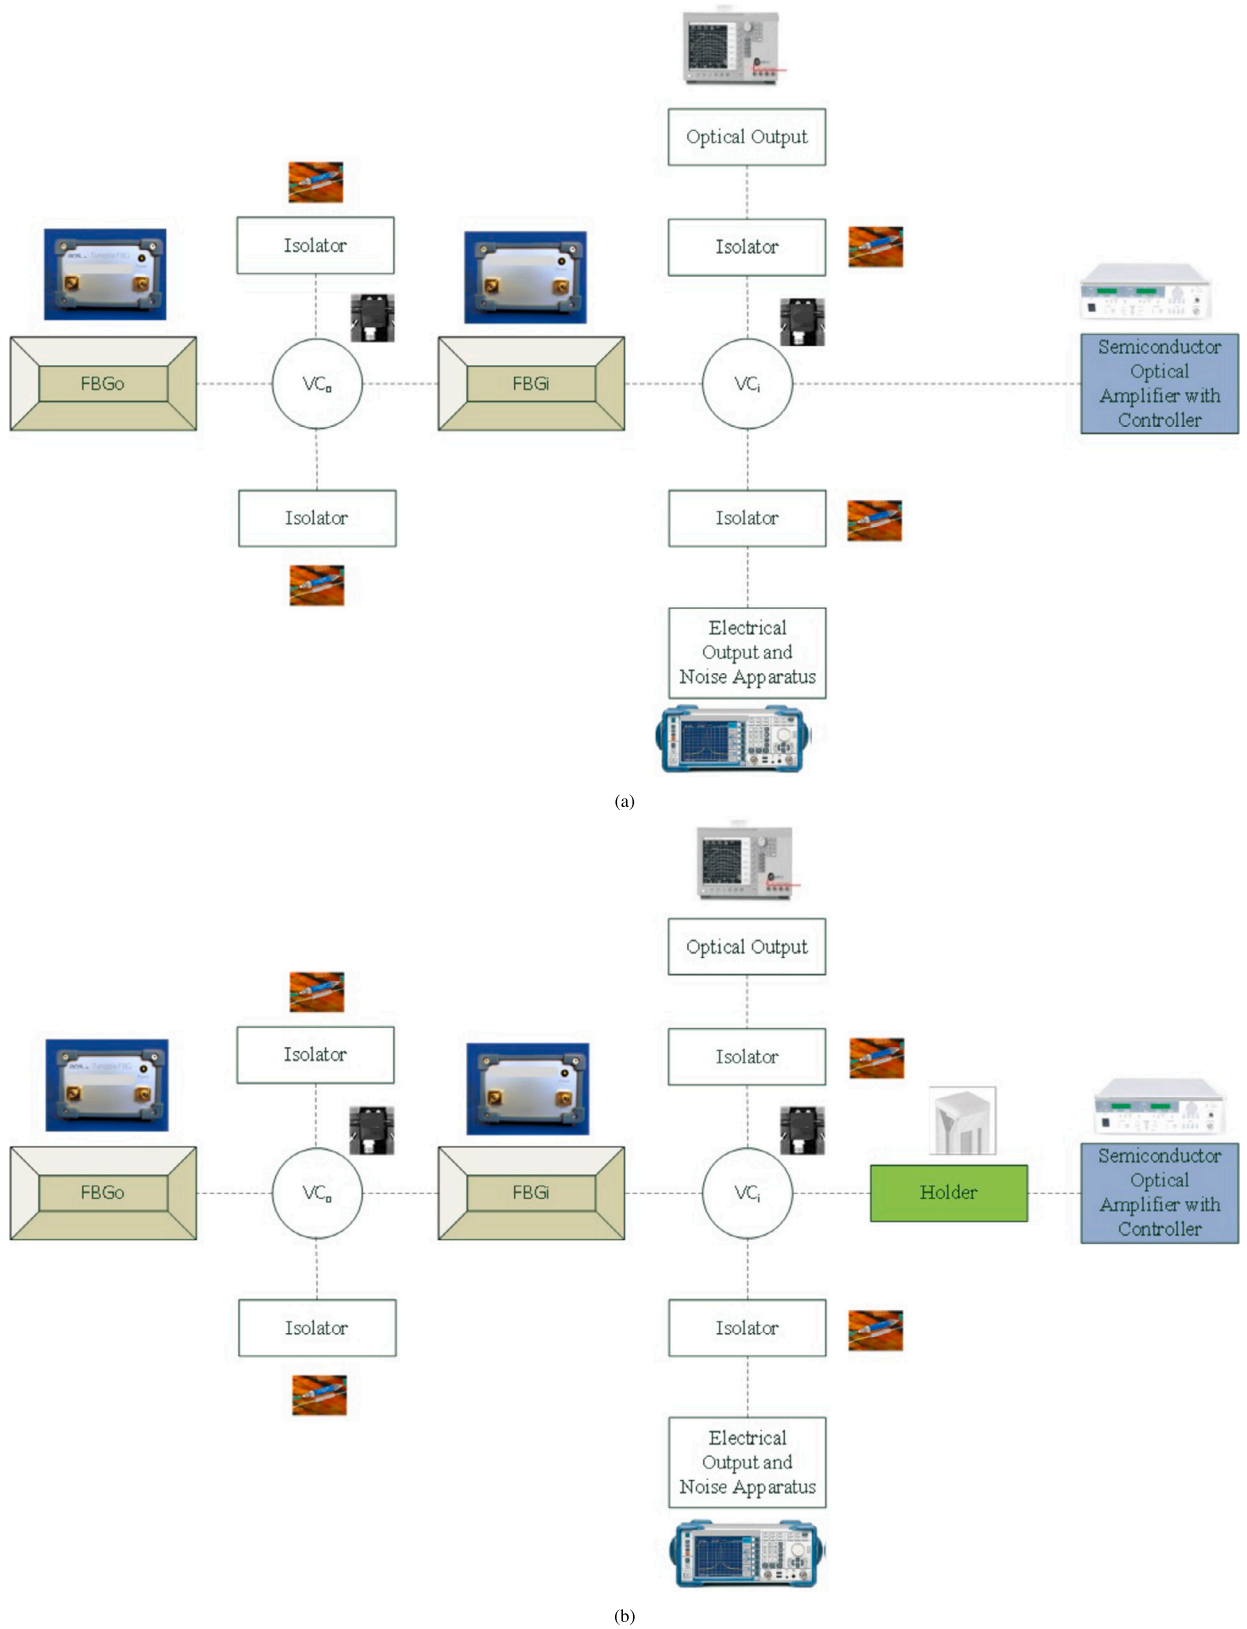 Optical Output
Isolator
Isolator
FBGo
VCo
FBGi
VCi
Semiconductor
Optical
Amplifier with
Controller
Isolator
Isolator
Electrical
Output and
Noise Apparatus
(a)
Optical Output
Isolator
Isolator
FBGo
VCo
FBGi
VCi
Holder
Semiconductor
Optical
Amplifier with
Controller
Isolator
Isolator
Electrical
Output and
Noise Apparatus
(b)